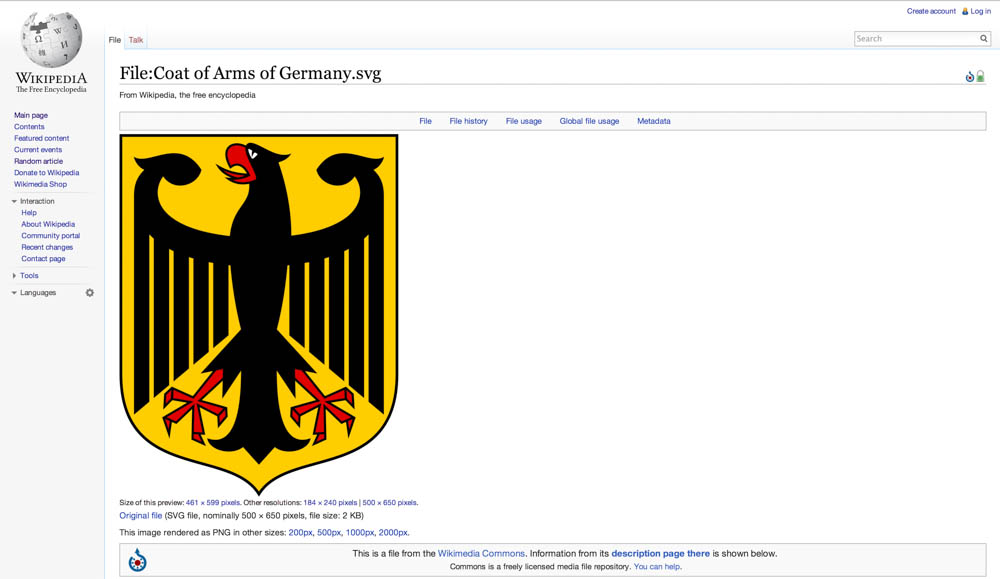 Create account Log in
WIKIPEDIA
The Free Encyclopedia
File Talk
Search
File:Coat of Arms of Germany.svg
From Wikipedia, the free encyclopedia
File File history File usage Global file usage Metadata
Main page
Contents
Featured content
Current events
Random article
Donate to Wikipedia
Wikimedia Shop
Interaction
Help
About Wikipedia
Community portal
Recent changes
Contact page
Tools
Languages
Size of this preview: 461 × 599 pixels. Other resolutions: 184 × 240 pixels | 500 × 650 pixels.
Original file (SVG file, nominally 500 × 650 pixels, file size: 2 KB)
This image rendered as PNG in other sizes: 200px, 500px, 1000px, 2000px.
This is a file from the Wikimedia Commons. Information from its description page there is shown below.
Commons is a freely licensed media file repository. You can help.